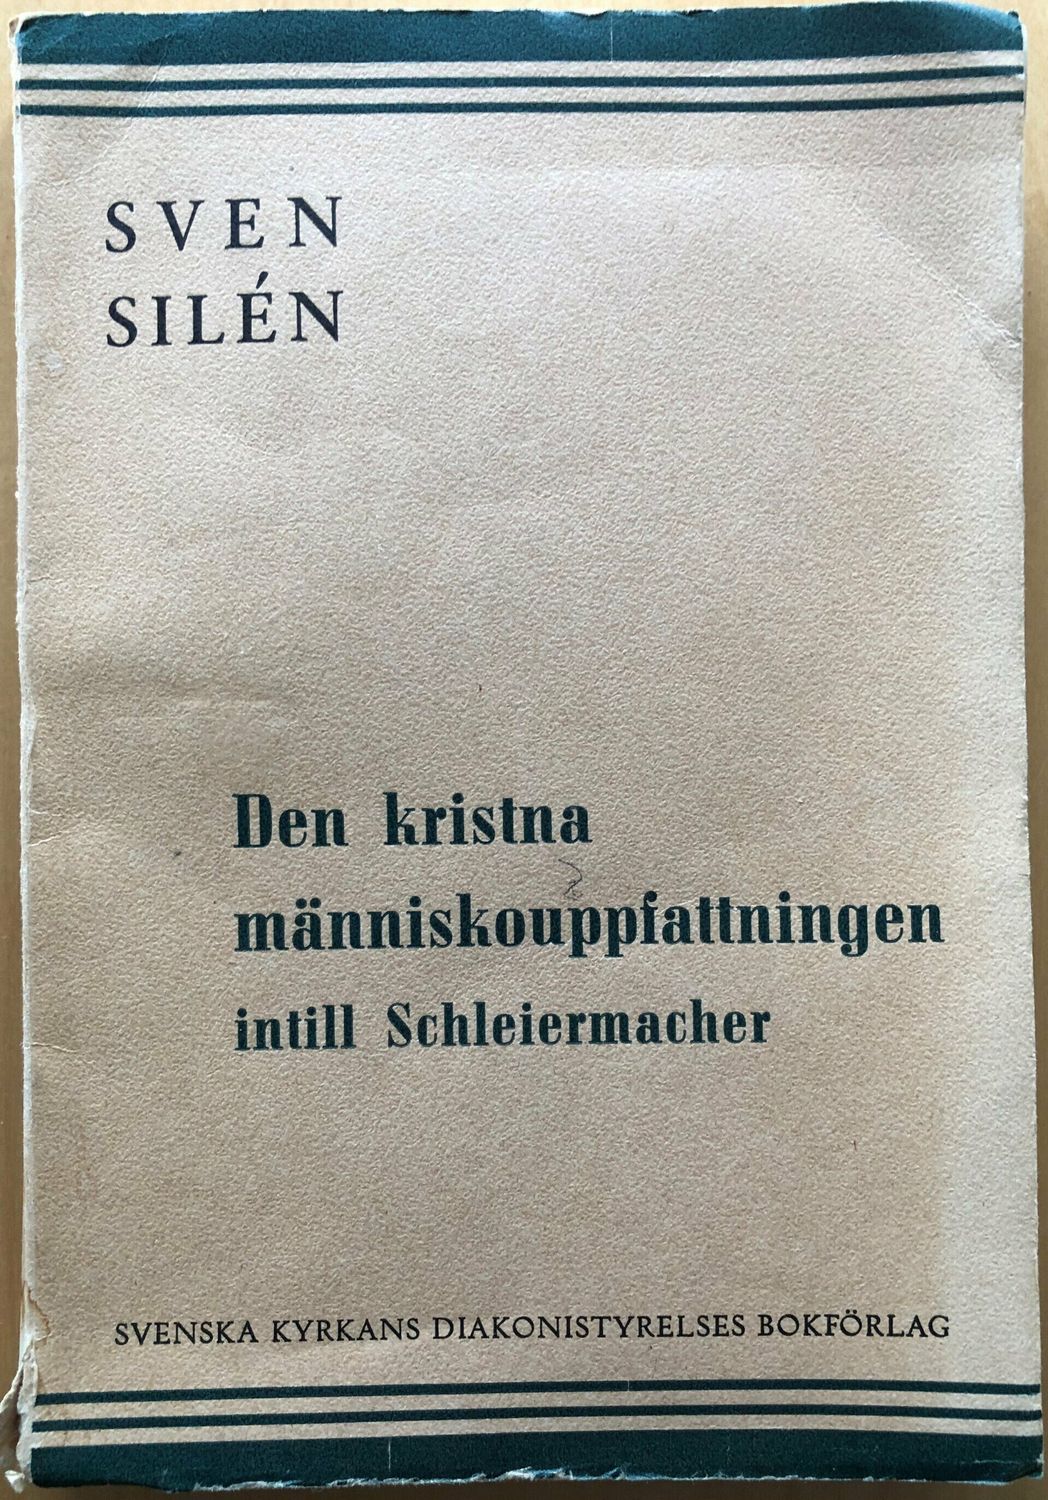 SVEN
SILÉN
Den kristna
människouppfattningen
intill Schleiermacher
SVENSKA KYRKANS DIAKONISTYRELSES BOKFÖRLAG